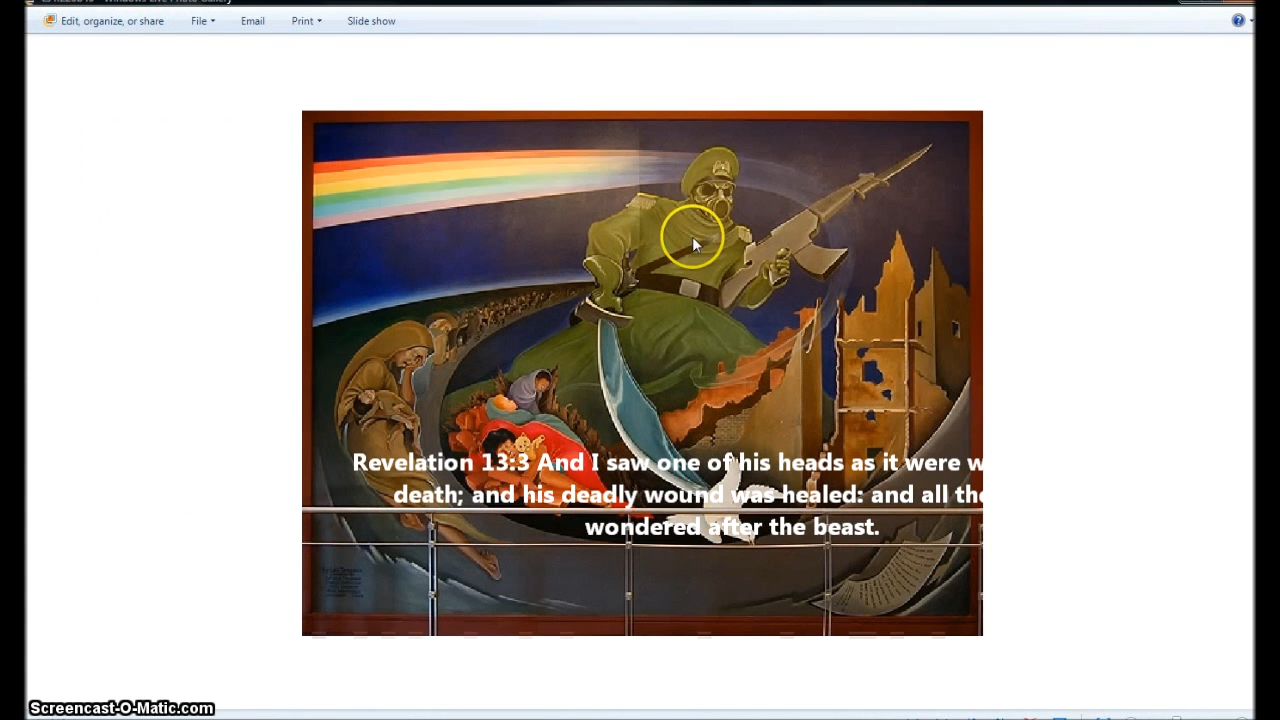 Edit, organize, or share File Email Print Slide show
Revelation 13:3 And I saw one of his heads as it were w
death; and his deadly wound was healed: and all the
wondered after the beast.
Screencast-O-Matic.com